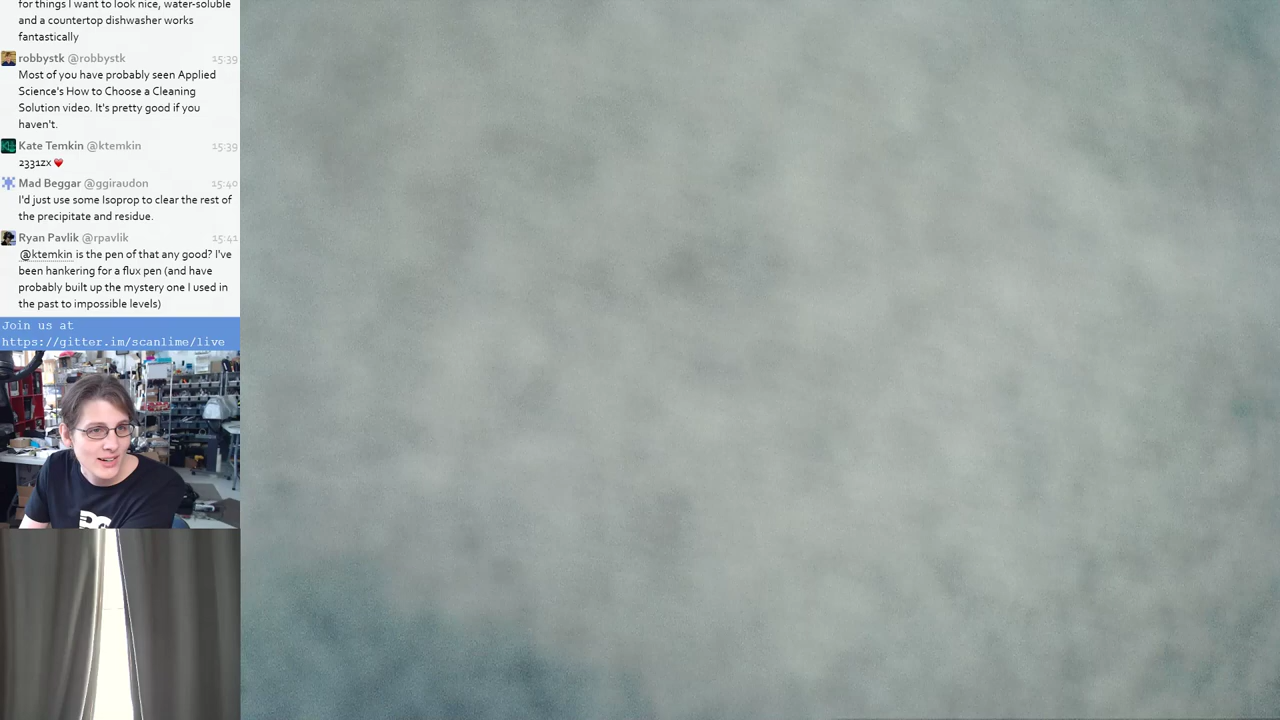 for things I want to look nice, water-soluble
and a countertop dishwasher works
fantastically
robbystk @robbystk 15:39
Most of you have probably seen Applied
Science's How to Choose a Cleaning
Solution video. It's pretty good if you
haven't.
Kate Temkin @ktemkin 15:39
2331zx ❤️
Mad Beggar @ggiraudon 15:40
I'd just use some Isoprop to clear the rest of
the precipitate and residue.
Ryan Pavlik @rpavlik 15:41
@ktemkin is the pen of that any good? I've
been hankering for a flux pen (and have
probably built up the mystery one I used in
the past to impossible levels)
Join us at
https://gitter.im/scanlime/live